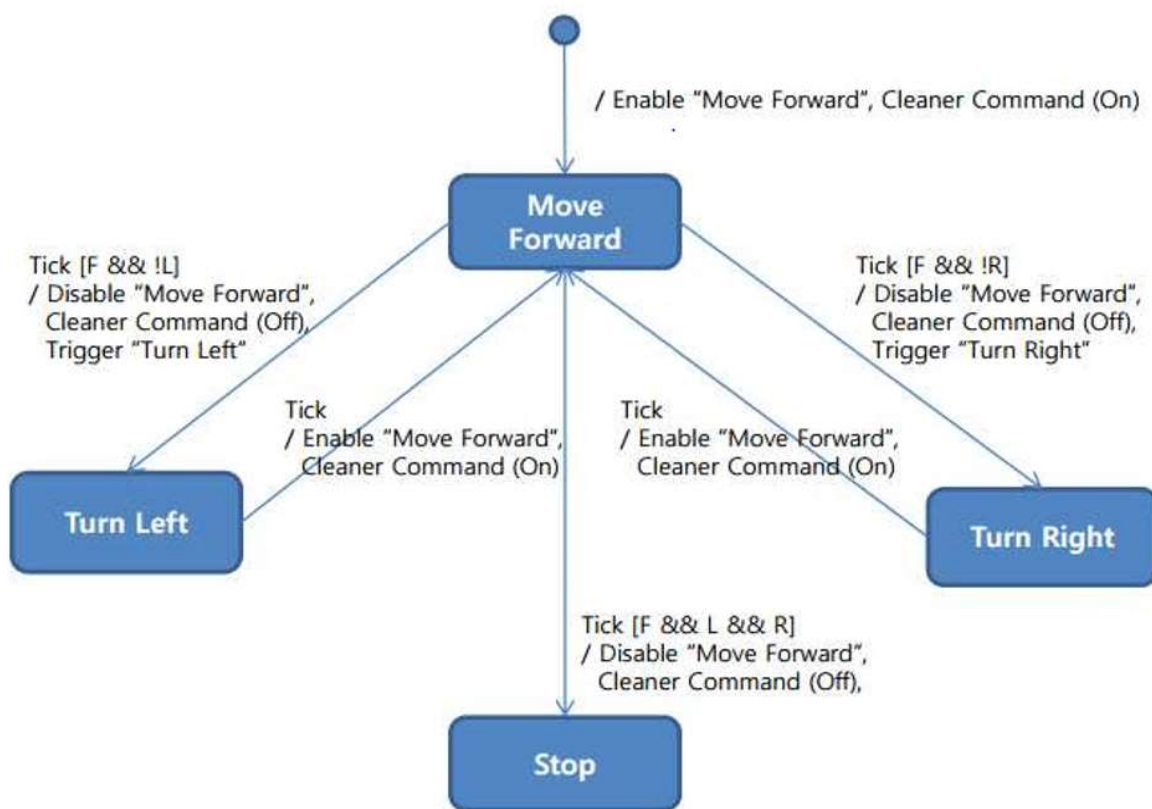 / Enable “Move Forward”, Cleaner Command (On)
Move
Forward
Tick [F && !L]
/ Disable “Move Forward”,
Cleaner Command (Off),
Trigger “Turn Left”
Tick [F && !R]
/ Disable “Move Forward”,
Cleaner Command (Off),
Trigger “Turn Right”
Tick
/ Enable “Move Forward”,
Cleaner Command (On)
Tick
/ Enable “Move Forward”,
Cleaner Command (On)
Turn Left
Turn Right
Tick [F && L && R]
/ Disable “Move Forward”,
Cleaner Command (Off),
Stop